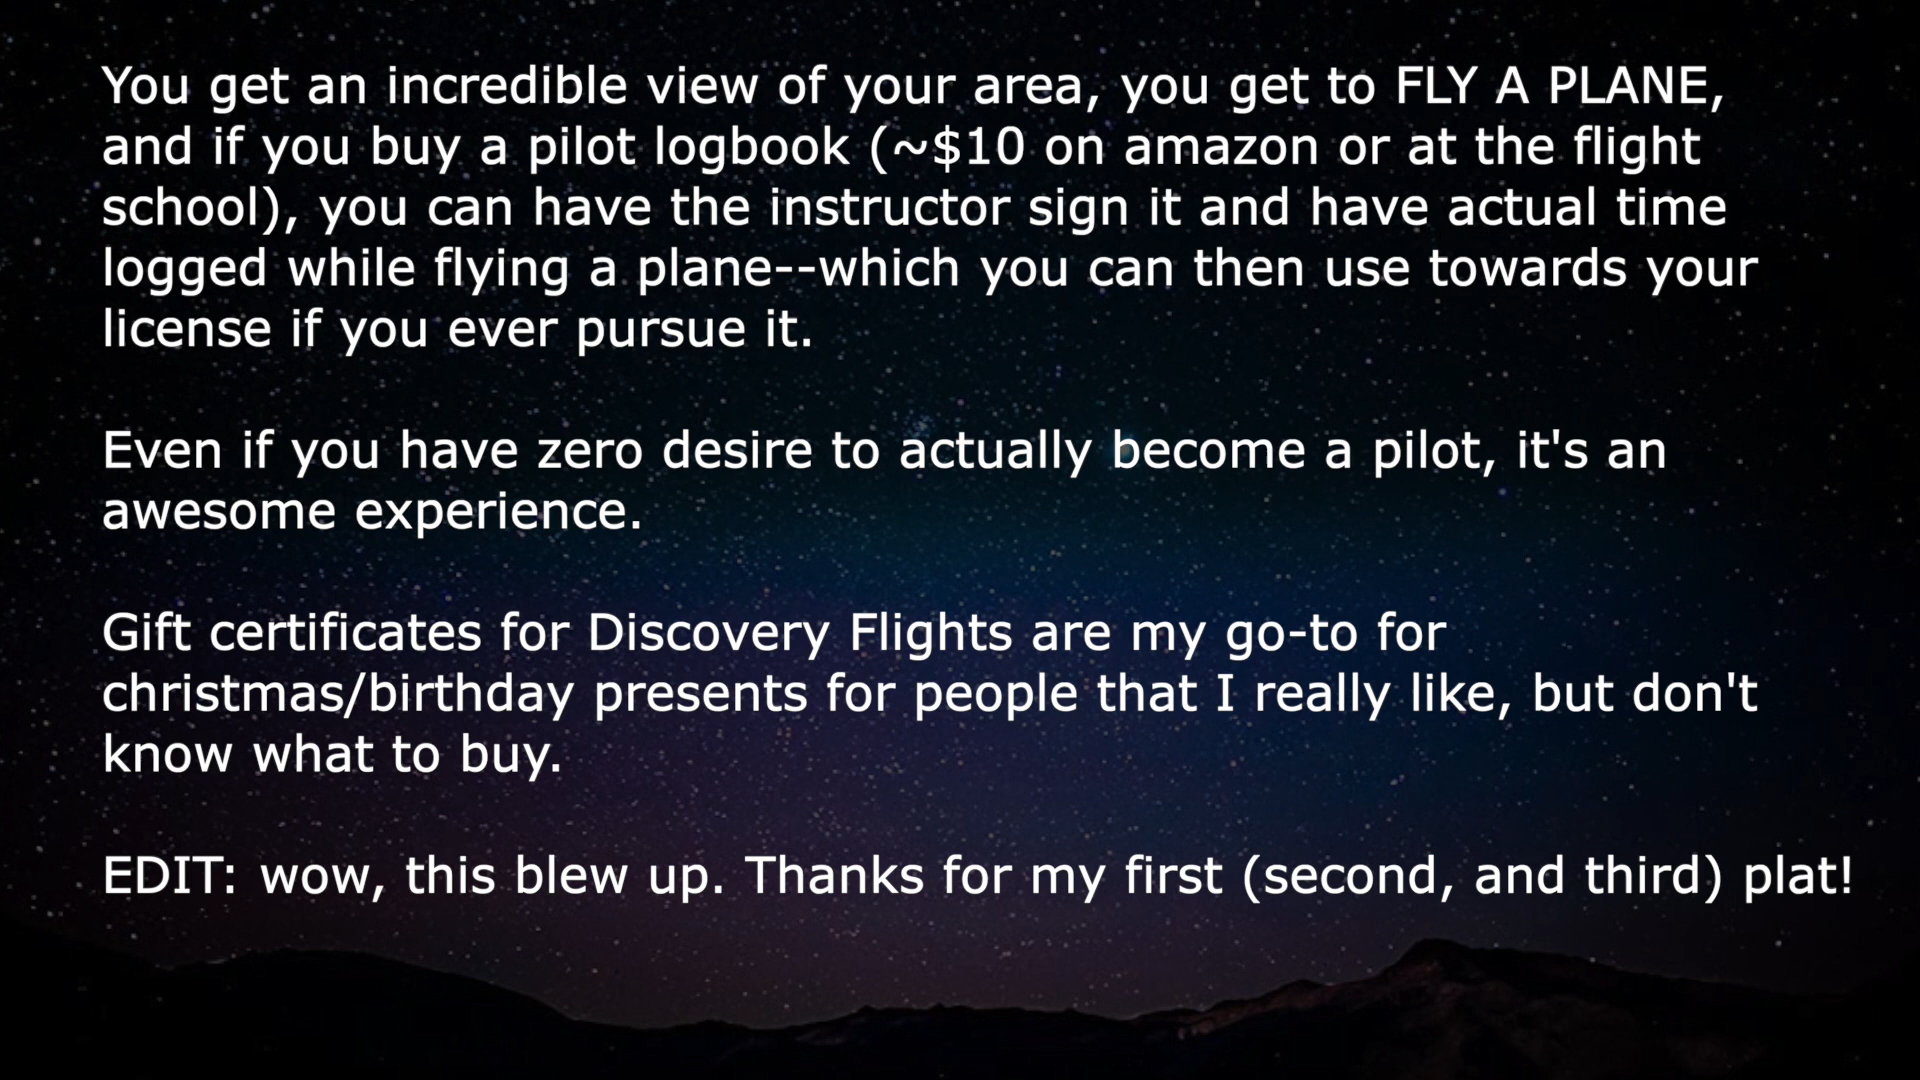 You get an incredible view of your area, you get to FLY A PLANE,
and if you buy a pilot logbook (~$10 on amazon or at the flight
school), you can have the instructor sign it and have actual time
logged while flying a plane--which you can then use towards your
license if you ever pursue it.
Even if you have zero desire to actually become a pilot, it's an
awesome experience.
Gift certificates for Discovery Flights are my go-to for
christmas/birthday presents for people that I really like, but don't
know what to buy.
EDIT: wow, this blew up. Thanks for my first (second, and third) plat!